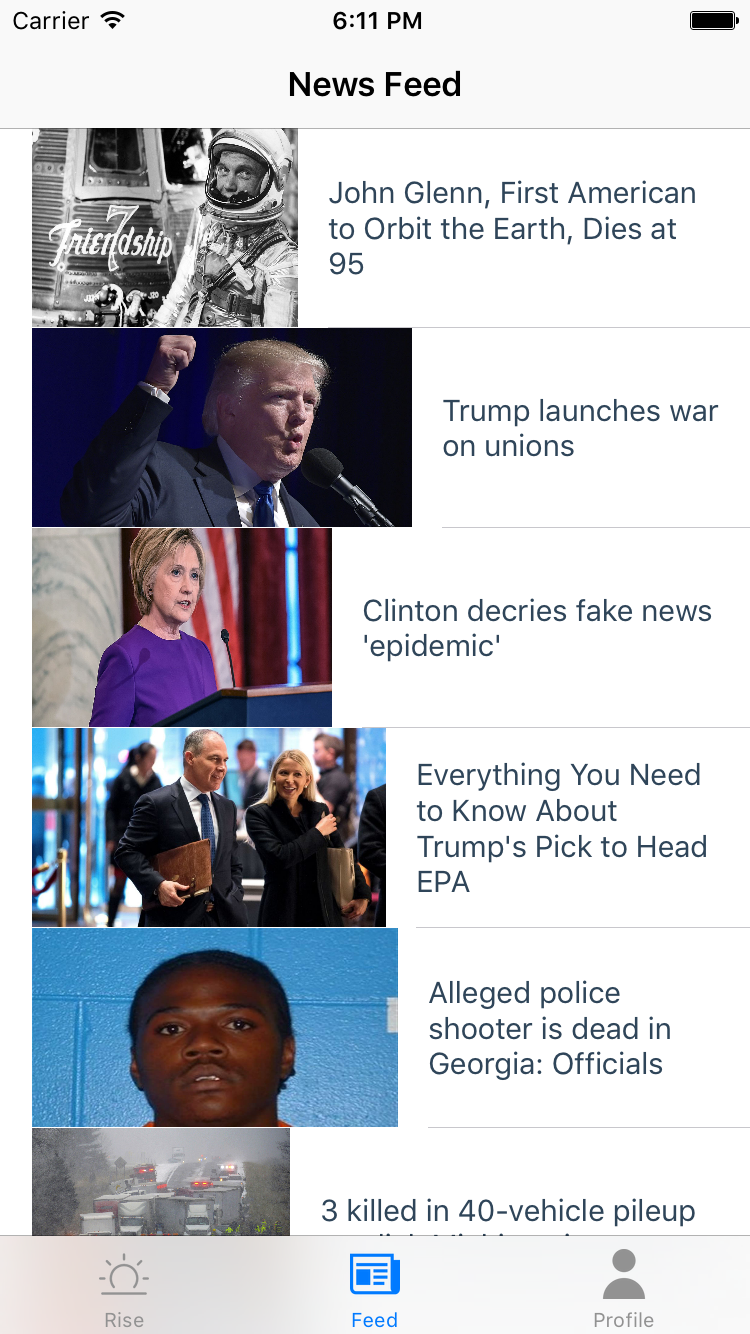 Carrier
6:11 PM
News Feed
Friendship
7
John Glenn, First American
to Orbit the Earth, Dies at
95
Trump launches war
on unions
Clinton decries fake news
'epidemic'
Everything You Need
to Know About
Trump's Pick to Head
EPA
Alleged police
shooter is dead in
Georgia: Officials
3 killed in 40-vehicle pileup
Rise
Feed
Profile